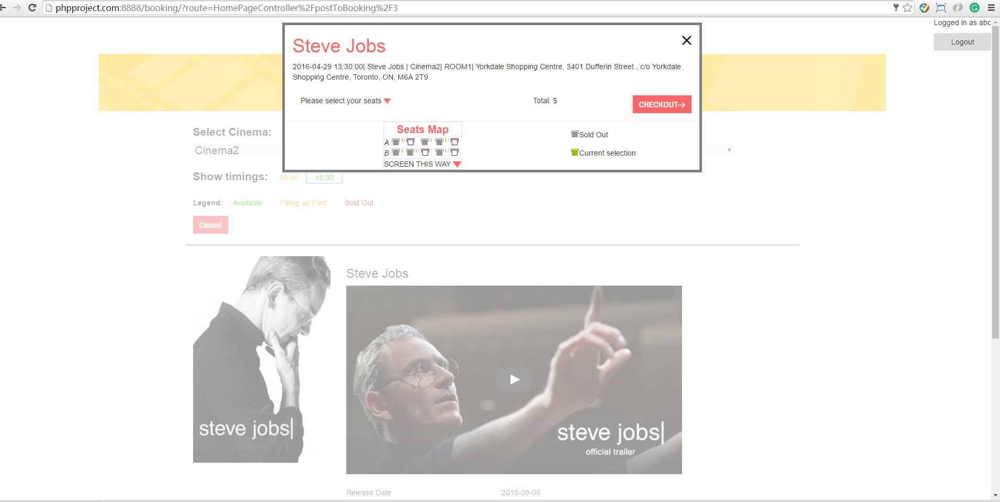 phpproject.com:8888/booking/?route=HomePageController%2FpostToBooking%2F3
Logged in as abc
Logout
Steve Jobs
2016-04-29 13:30:00| Steve Jobs | Cinema2| ROOM1| Yorkdale Shopping Centre, 3401 Dufferin Street , c/o Yorkdale
Shopping Centre, Toronto, ON, M6A 2T9
Please select your seats
Total: $
CHECKOUT
Seats Map
A
B
SCREEN THIS WAY
Sold Out
Current selection
Select Cinema:
Cinema2
Show timings: 09:30 13:30
Legend: Available Filling up Fast Sold Out
Cancel
steve jobs
Steve Jobs
steve jobs
official trailer
Release Date :2015-09-05